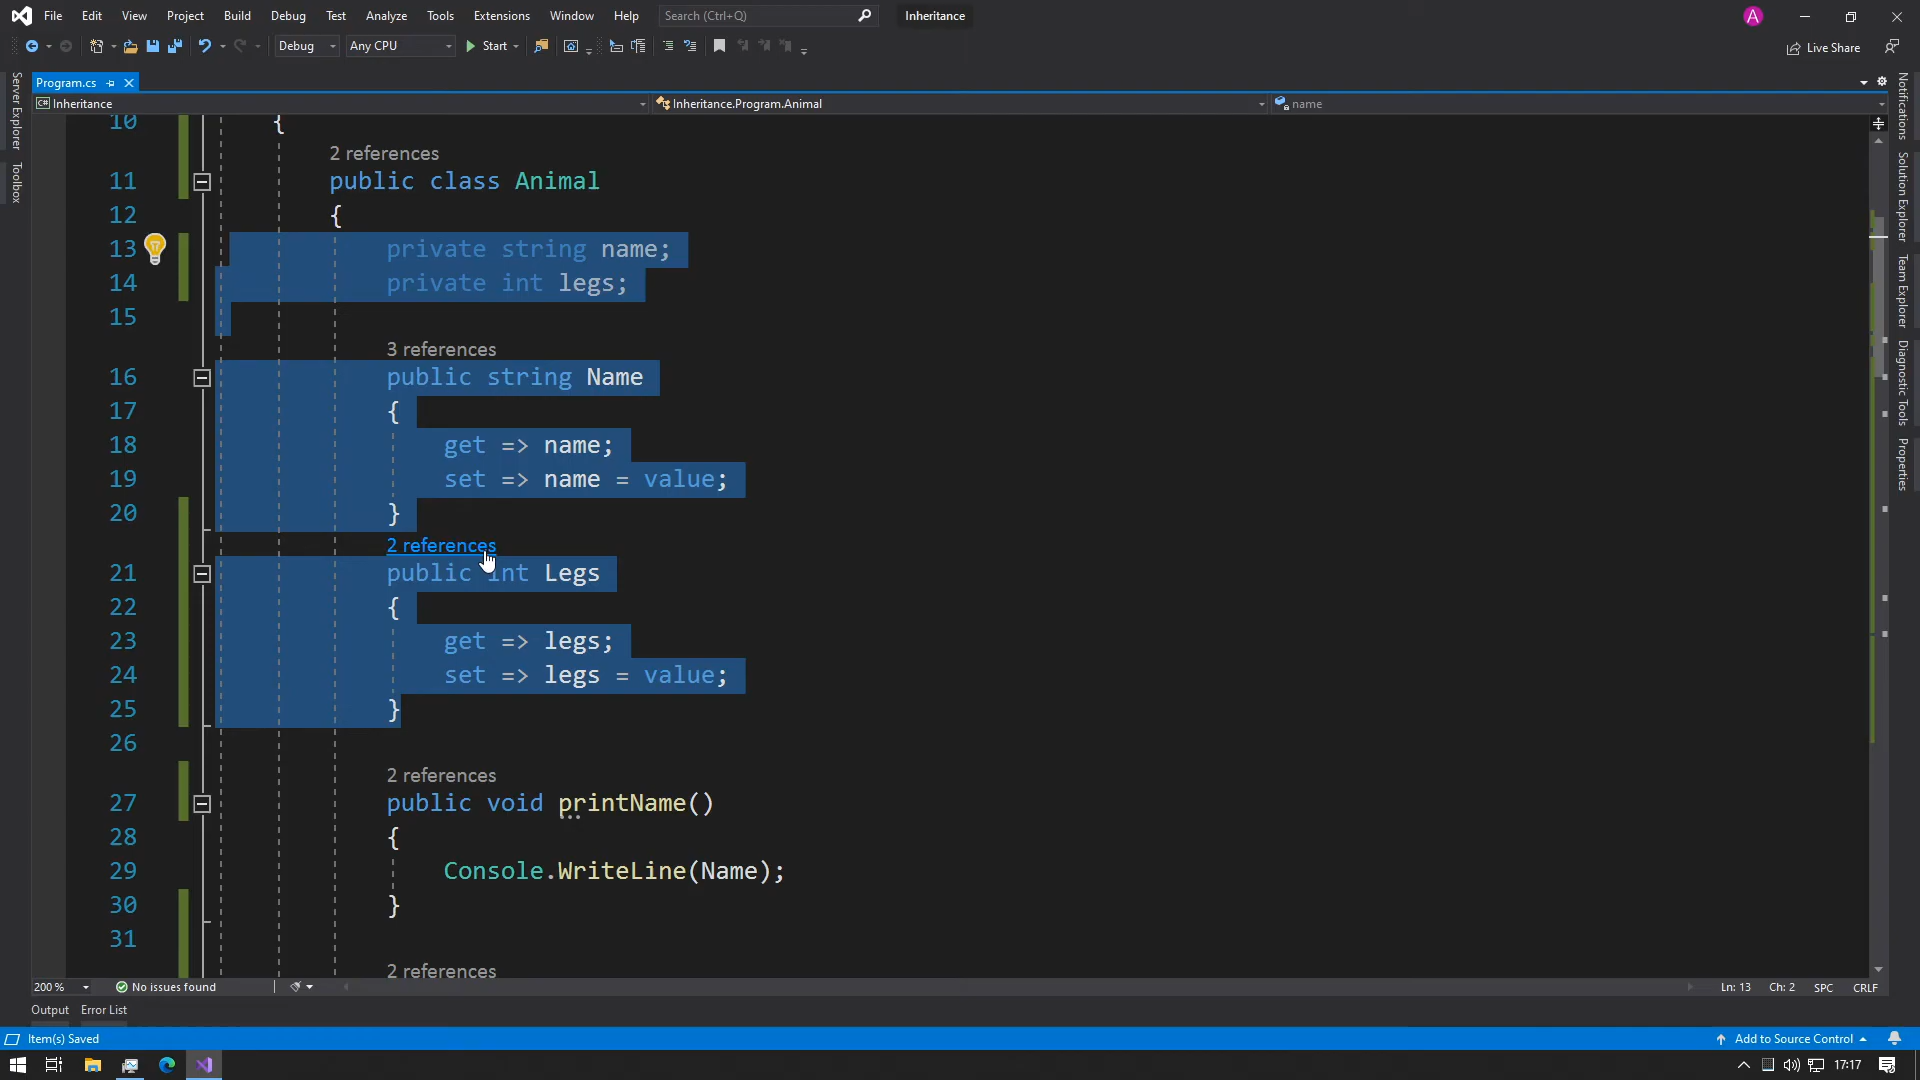 File Edit View Project Build Debug Test Analyze Tools Extensions Window Help Search (Ctrl+Q) Inheritance A
Debug Any CPU Start Live Share
Program.cs
C# Inheritance Inheritance.Program.Animal name
Server Explorer
Toolbox
10 {
2 references
11 public class Animal
12 {
13 private string name;
14 private int legs;
15
3 references
16 public string Name
17 {
18 get => name;
19 set => name = value;
20 }
2 references
21 public int Legs
22 {
23 get => legs;
24 set => legs = value;
25 }
26
2 references
27 public void printName()
28 {
29 Console.WriteLine(Name);
30 }
31
2 references
Notifications
Solution Explorer
Team Explorer
Diagnostic Tools
Properties
200 % No issues found Ln: 13 Ch: 2 SPC CRLF
Output Error List
Item(s) Saved Add to Source Control
17:17